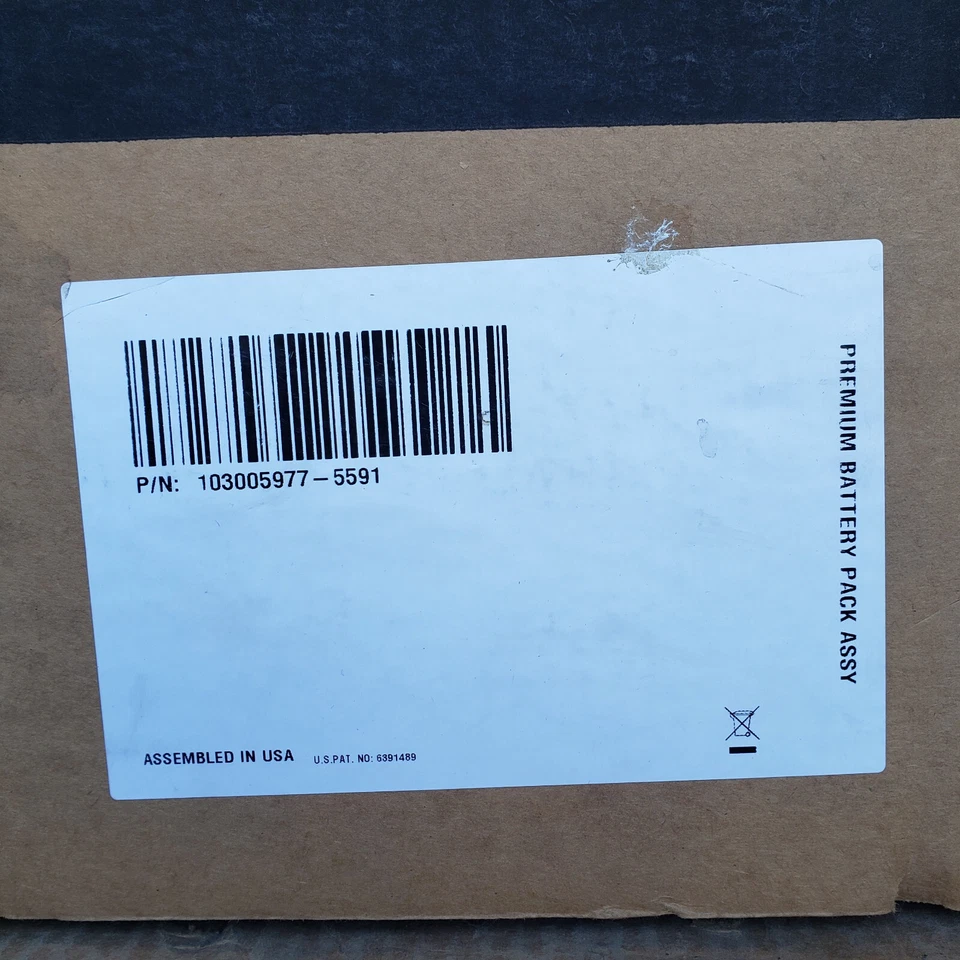 P/N: 103005977-5591
PREMIUM BATTERY PACK ASSY
ASSEMBLED IN USA U.S.PAT. NO: 6391489